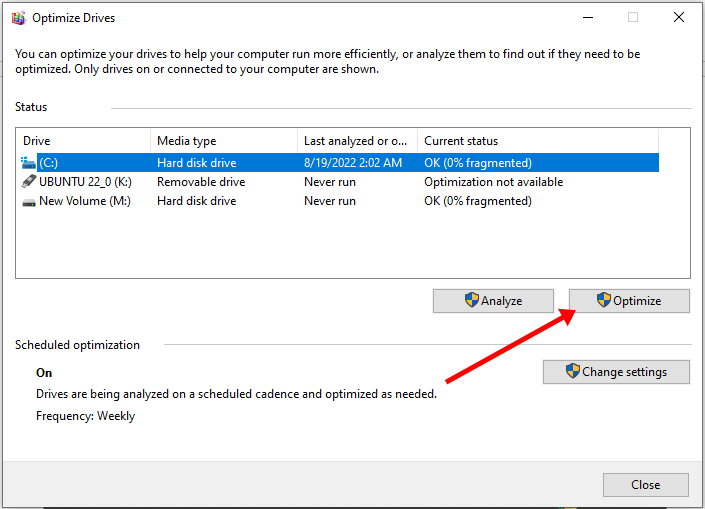 Optimize Drives
You can optimize your drives to help your computer run more efficiently, or analyze them to find out if they need to be
optimized. Only drives on or connected to your computer are shown.
Status
Drive Media type Last analyzed or o... Current status
(C:) Hard disk drive 8/19/2022 2:02 AM OK (0% fragmented)
UBUNTU 22_0 (K:) Removable drive Never run Optimization not available
New Volume (M:) Hard disk drive Never run OK (0% fragmented)
Analyze Optimize
Scheduled optimization
On
Change settings
Drives are being analyzed on a scheduled cadence and optimized as needed.
Frequency: Weekly
Close